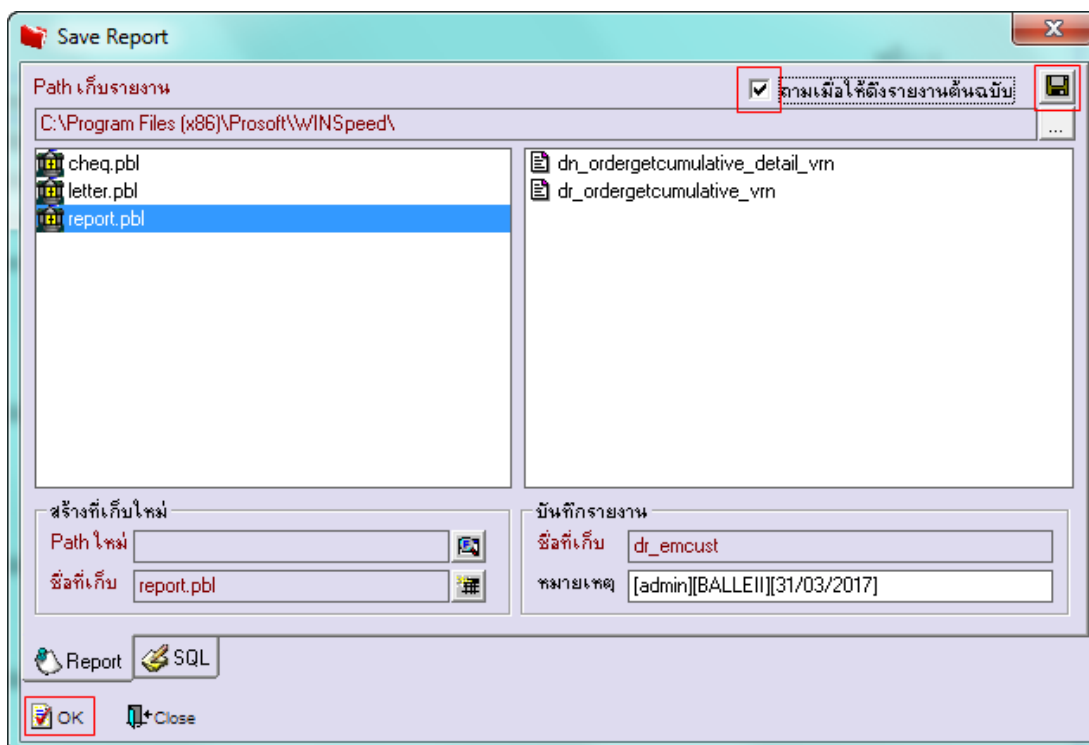 Save Report
Path เก็บรายงาน
ถามเมื่อให้ดึงรายงานต้นฉบับ
C:\Program Files (x86)\Prosoft\WINSpeed\
...
cheq.pbl
letter.pbl
report.pbl
dn_ordergetcumulative_detail_vrn
dr_ordergetcumulative_vrn
สร้างที่เก็บใหม่
Path ใหม่
ชื่อที่เก็บ report.pbl
บันทึกรายงาน
ชื่อที่เก็บ dr_emcust
หมายเหตุ [admin][BALLEII][31/03/2017]
Report
SQL
OK
Close